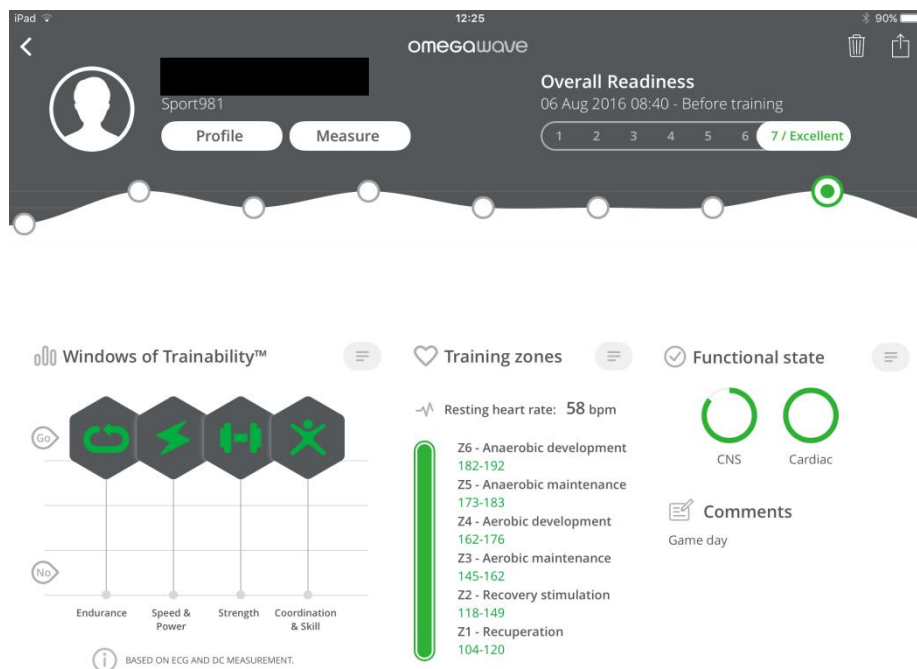 iPad
12:25
90%
omegawave
Sport981
Profile
Measure
Overall Readiness
06 Aug 2016 08:40 - Before training
1 2 3 4 5 6 7 / Excellent
Windows of Trainability™
Go
No
Endurance
Speed &
Power
Strength
Coordination
& Skill
BASED ON ECG AND DC MEASUREMENT.
Training zones
Resting heart rate: 58 bpm
Z6 - Anaerobic development
182-192
Z5 - Anaerobic maintenance
173-183
Z4 - Aerobic development
162-176
Z3 - Aerobic maintenance
145-162
Z2 - Recovery stimulation
118-149
Z1 - Recuperation
104-120
Functional state
CNS
Cardiac
Comments
Game day